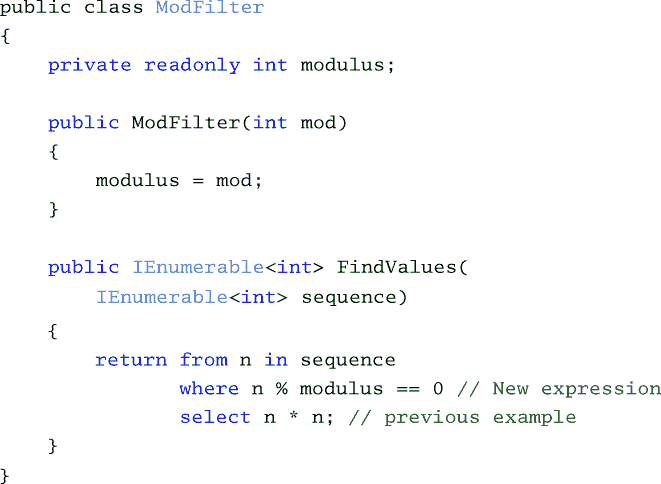 public class ModFilter
{
private readonly int modulus;
public ModFilter(int mod)
{
modulus = mod;
}
public IEnumerable<int> FindValues(
IEnumerable<int> sequence)
{
return from n in sequence
where n % modulus == 0 // New expression
select n * n; // previous example
}
}